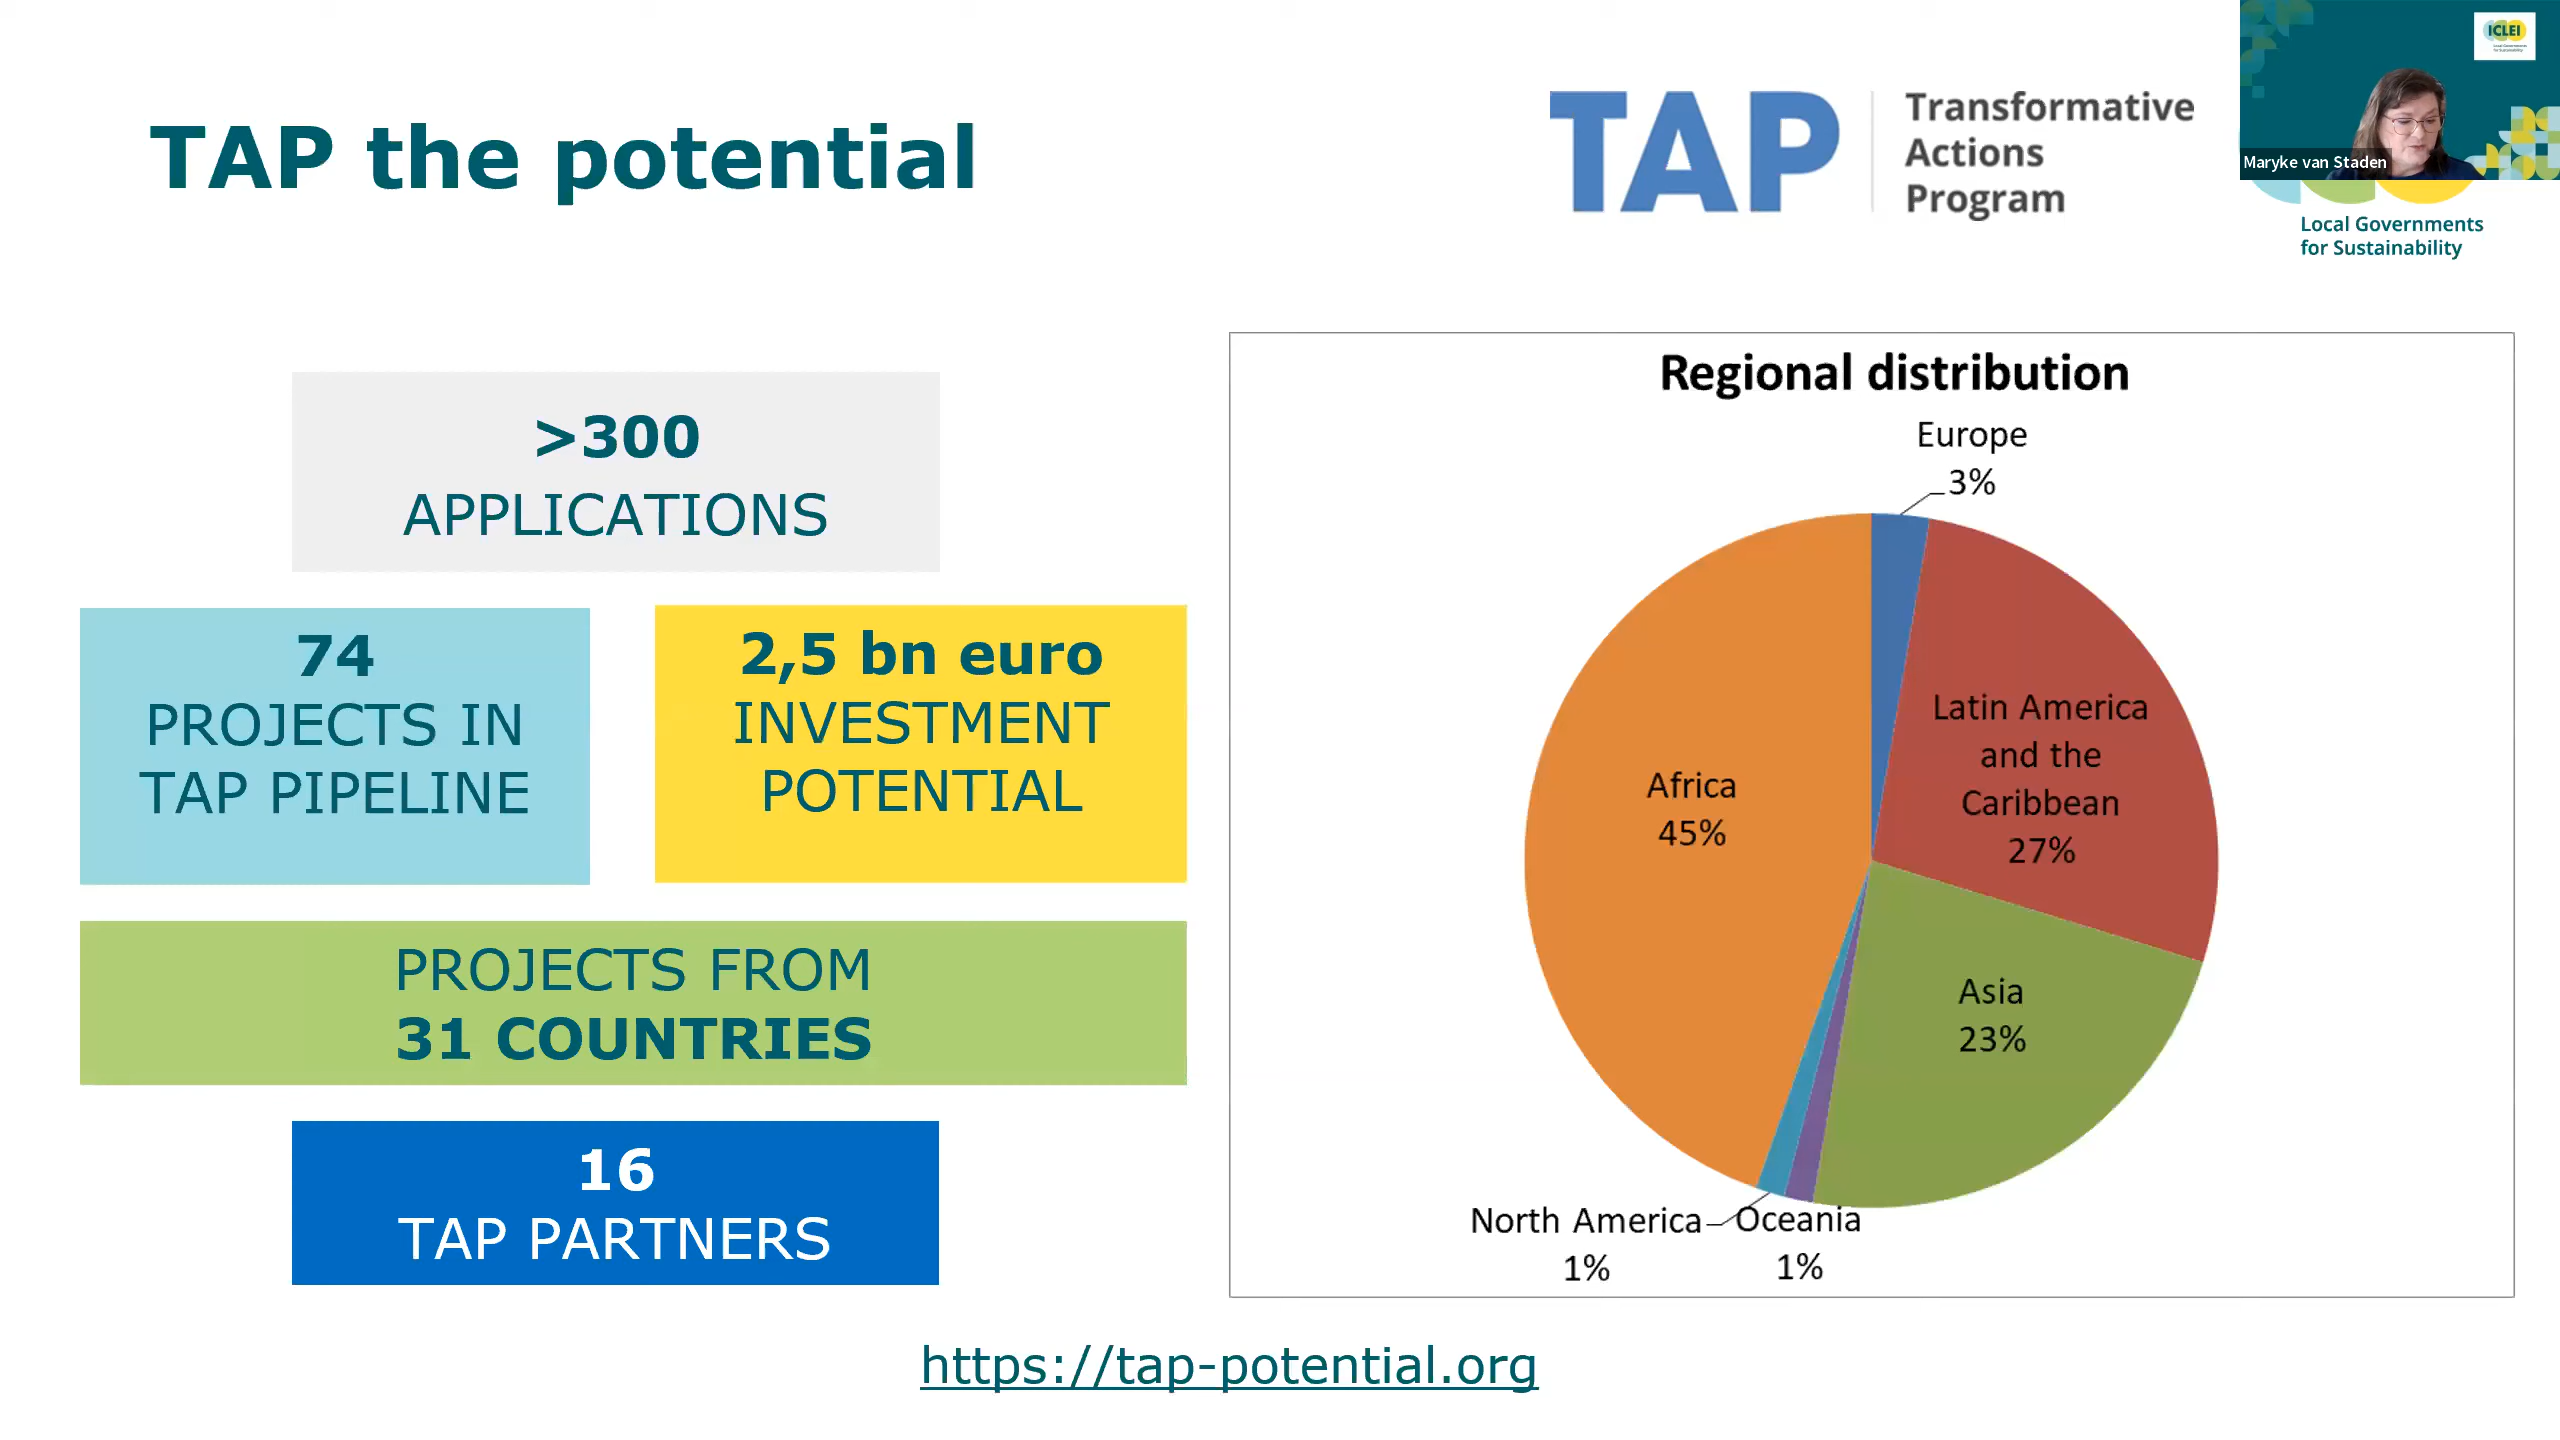 TAP the potential
TAP
Transformative
Actions
Program
ICLEI
Maryke van Staden
Local Governments
for Sustainability
>300
APPLICATIONS
74
PROJECTS IN
TAP PIPELINE
2,5 bn euro
INVESTMENT
POTENTIAL
PROJECTS FROM
31 COUNTRIES
16
TAP PARTNERS
Regional distribution
Europe
3%
Latin America
and the
Caribbean
27%
Africa
45%
Asia
23%
North America
1%
Oceania
1%
https://tap-potential.org